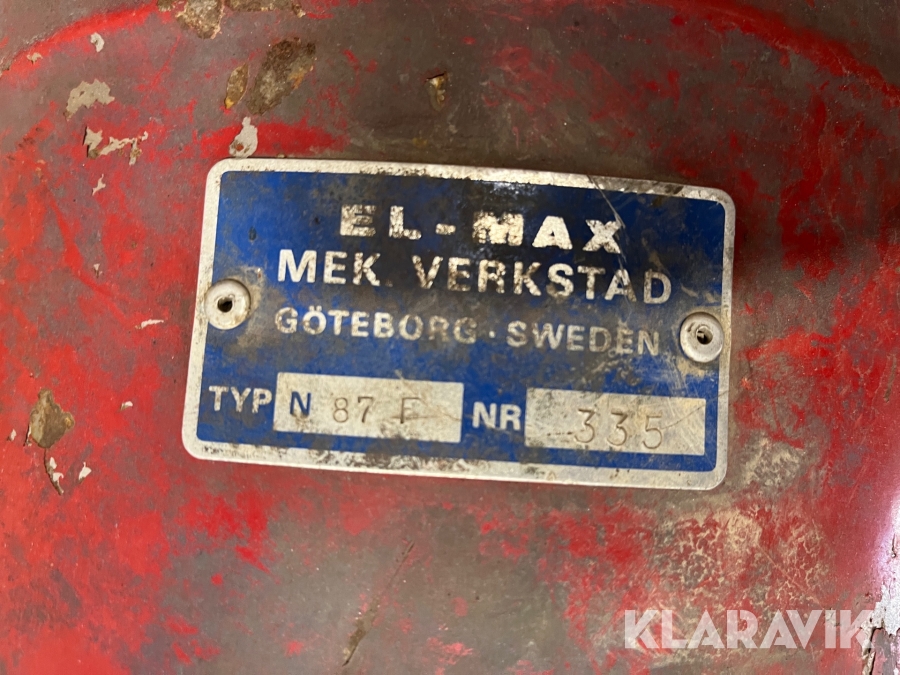 EL-MAX
MEK. VERKSTAD
GÖTEBORG · SWEDEN
TYP N 87 F NR 335
KLARAVIK